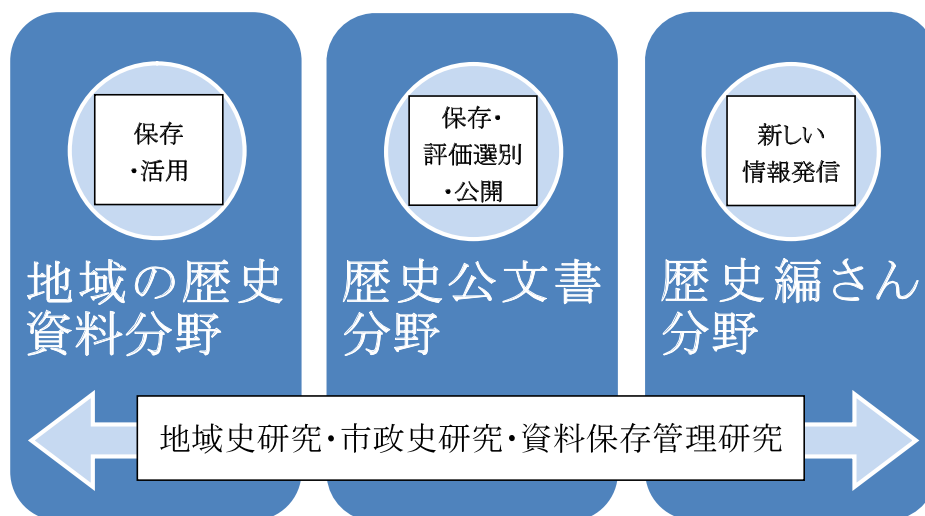 保存
・活用
地域の歴史
資料分野
保存・
評価選別
・公開
歴史公文書
分野
新しい
情報発信
歴史編さん
分野
地域史研究・市政史研究・資料保存管理研究